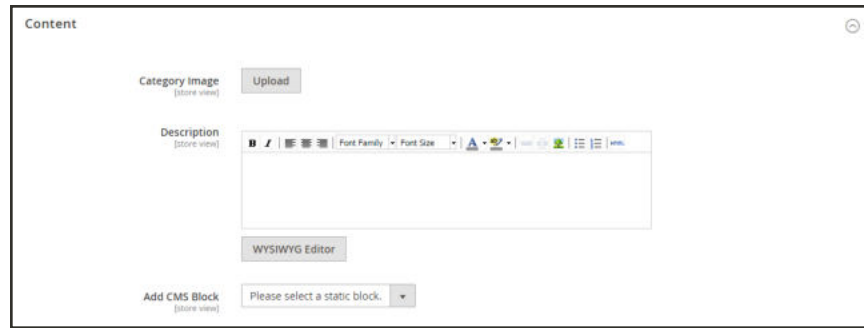 Content
Category Image
[store view]
Upload
Description
[store view]
B I Font Family Font Size A HTML
WYSIWYG Editor
Add CMS Block
[store view]
Please select a static block.